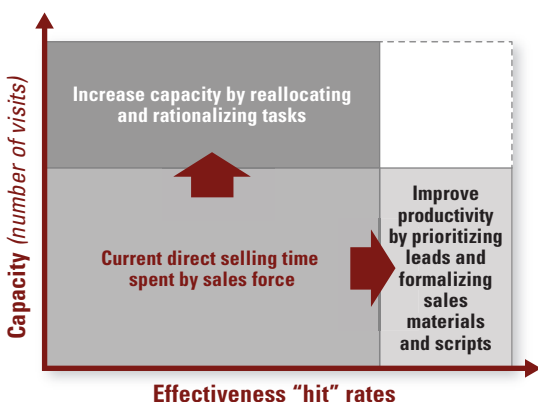 Capacity (number of visits)
Increase capacity by reallocating
and rationalizing tasks
Current direct selling time
spent by sales force
Improve
productivity
by prioritizing
leads and
formalizing
sales
materials
and scripts
Effectiveness “hit” rates